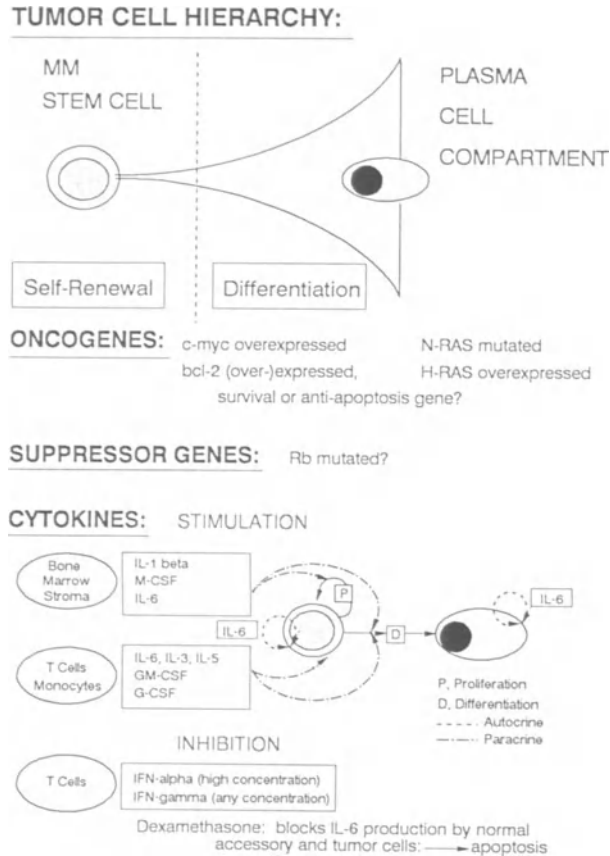 TUMOR CELL HIERARCHY:
MM
STEM CELL
PLASMA
CELL
COMPARTMENT
Self-Renewal
Differentiation
ONCOGENES: c-myc overexpressed N-RAS mutated
bcl-2 (over-)expressed, H-RAS overexpressed
survival or anti-apoptosis gene?
SUPPRESSOR GENES: Rb mutated?
CYTOKINES: STIMULATION
Bone
Marrow
Stroma
IL-1 beta
M-CSF
IL-6
P
IL-6
IL-6
D
T Cells
Monocytes
IL-6, IL-3, IL-5
GM-CSF
G-CSF
P, Proliferation
D, Differentiation
Autocrine
Paracrine
INHIBITION
T Cells
IFN-alpha (high concentration)
IFN-gamma (any concentration)
Dexamethasone: blocks IL-6 production by normal
accessory and tumor cells: apoptosis